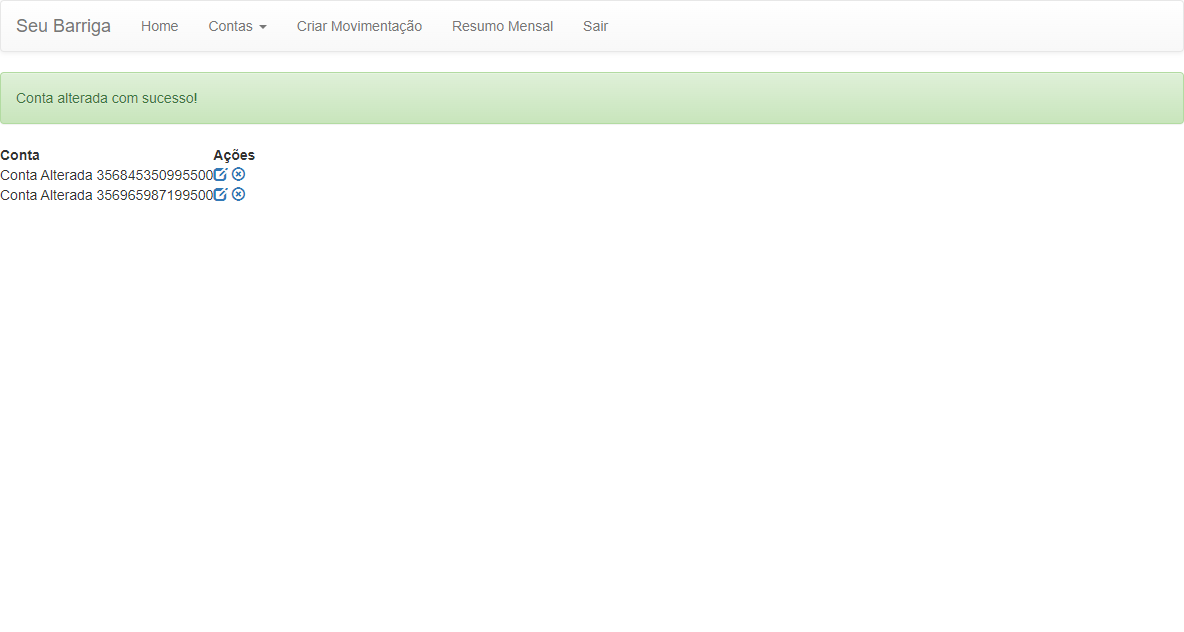 Seu Barriga Home Contas Criar Movimentação Resumo Mensal Sair
Conta alterada com sucesso!
Conta Ações
Conta Alterada 356845350995500
Conta Alterada 356965987199500